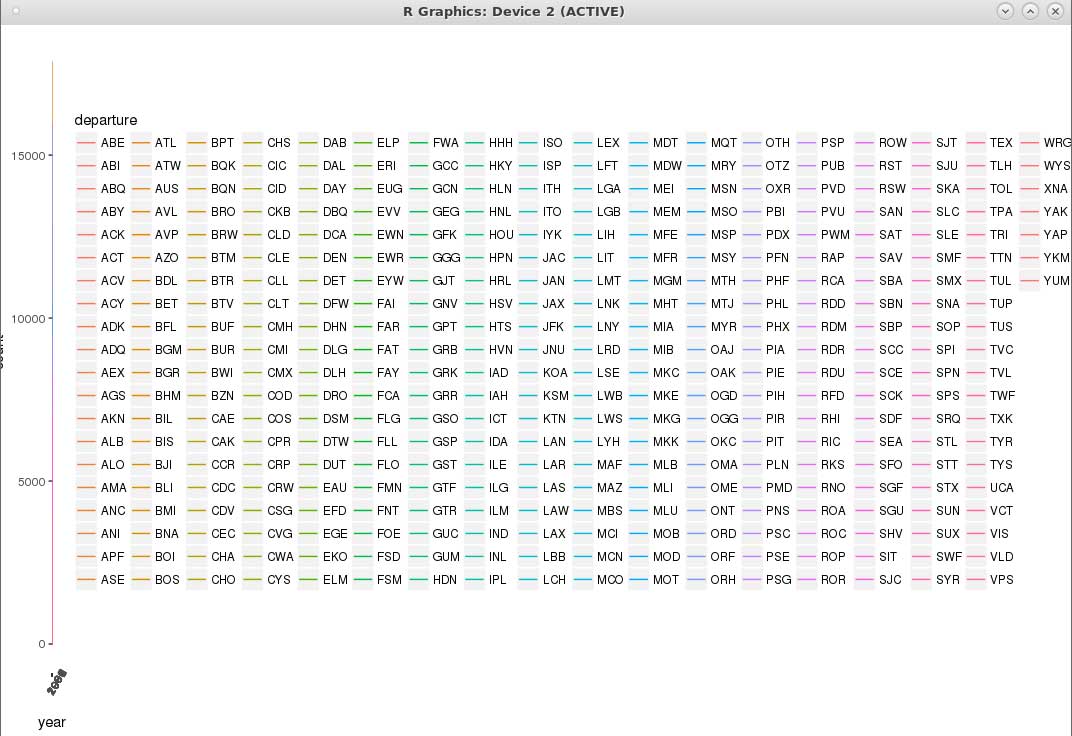 R Graphics: Device 2 (ACTIVE)
departure
15000
10000
5000
0
ABE ATL BPT CHS DAB ELP FWA HHH ISO LEX MDT MQT OTH PSP ROW SJT TEX WRG
ABI ATW BQK CIC DAL ERI GCC HKY ISP LFT MDW MRY OTZ PUB RST SJU TLH WYS
ABQ AUS BQN CID DAY EUG GCN HLN ITH LGA MEI MSN OXR PVD RSW SKA TOL XNA
ABY AVL BRO CKB DBQ EVV GEG HNL ITO LGB MEM MSO PBI PVU SAN SLC TPA YAK
ACK AVP BRW CLD DCA EWN GFK HOU IYK LIH MFE MSP PDX PWM SAT SLE TRI YAP
ACT AZO BTM CLE DEN EWR GGG HPN JAC LIT MFR MSY PFN RAP SAV SMF TTN YKM
ACV BDL BTR CLL DET EYW GJT HRL JAN LMT MGM MTH PHF RCA SBA SMX TUL YUM
ACY BET BTV CLT DFW FAI GNV HSV JAX LNK MHT MTJ PHL RDD SBN SNA TUP
ADK BFL BUF CMH DHN FAR GPT HTS JFK LNY MIA MYR PHX RDM SBP SOP TUS
ADQ BGM BUR CMI DLG FAT GRB HVN JNU LRD MIB OAJ PIA RDR SCC SPI TVC
AEX BGR BWI CMX DLH FAY GRK IAD KOA LSE MKC OAK PIE RDU SCE SPN TVL
AGS BHM BZN COD DRO FCA GRR IAH KSM LWB MKE OGD PIH RFD SCK SPS TWF
AKN BIL CAE COS DSM FLG GSO ICT KTN LWS MKG OGG PIR RHI SDF SRQ TXK
ALB BIS CAK CPR DTW FLL GSP IDA LAN LYH MKK OKC PIT RIC SEA STL TYR
ALO BJI CCR CRP DUT FLO GST ILE LAR MAF MLB OMA PLN RKS SFO STT TYS
AMA BLI CDC CRW EAU FMN GTF ILG LAS MAZ MLI OME PMD RNO SGF STX UCA
ANC BMI CDV CSG EFD FNT GTR ILM LAW MBS MLU ONT PNS ROA SGU SUN VCT
ANI BNA CEC CVG EGE FOE GUC IND LAX MCI MOB ORD PSC ROC SHV SUX VIS
APF BOI CHA CWA EKO FSD GUM INL LBB MCN MOD ORF PSE ROP SIT SWF VLD
ASE BOS CHO CYS ELM FSM HDN IPL LCH MCO MOT ORH PSG ROR SJC SYR VPS
year